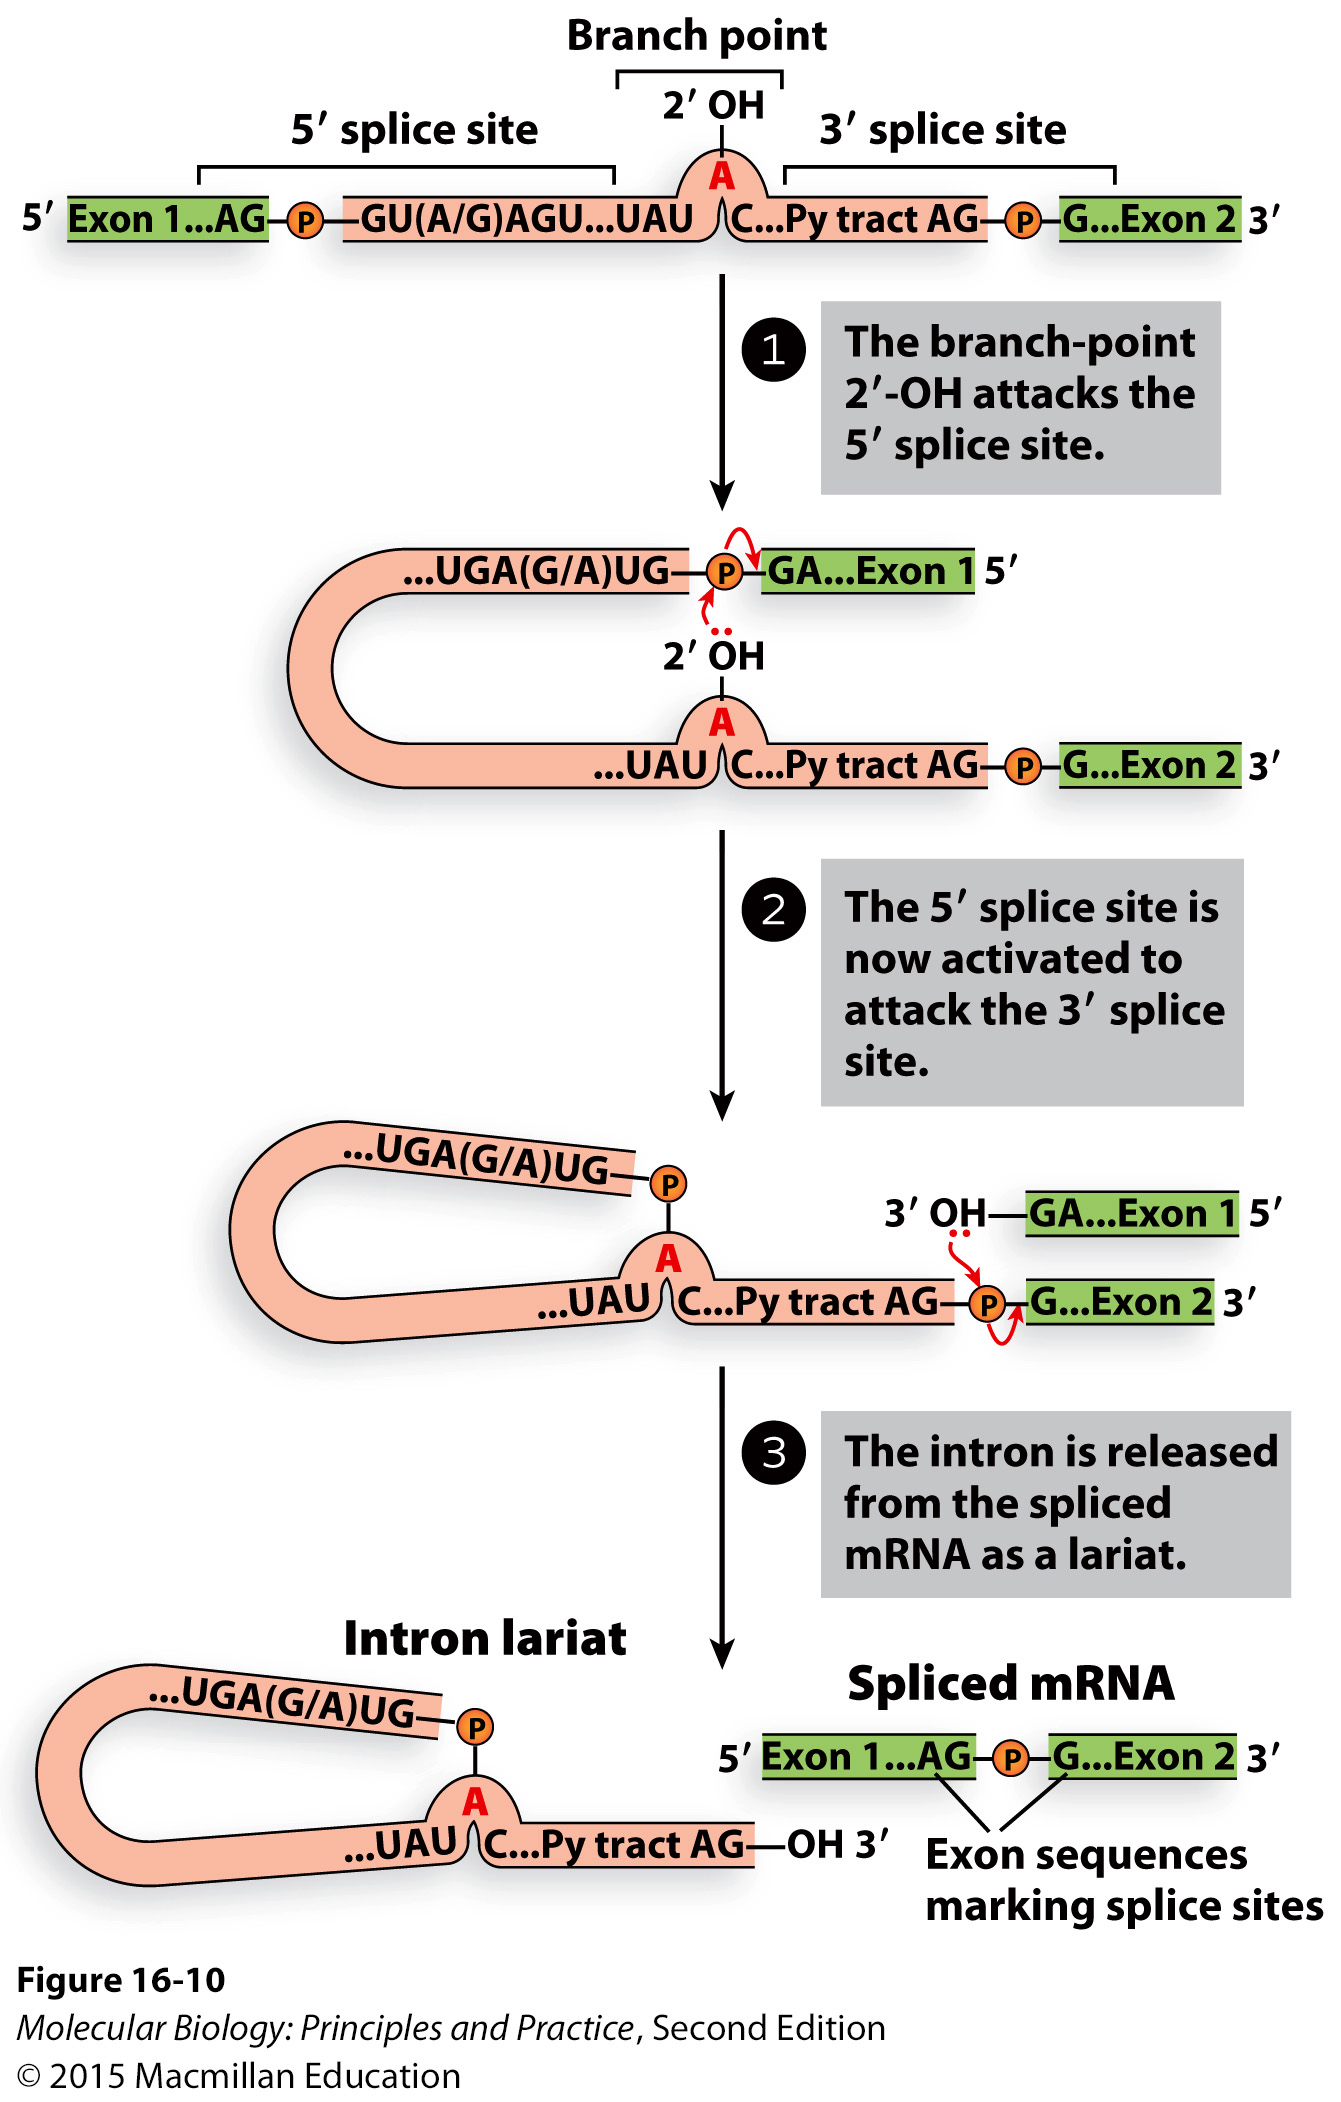 Branch point
2′ OH
5′ splice site
3′ splice site
A
5′ Exon 1...AG P GU(A/G)AGU...UAU C...Py tract AG P G...Exon 2 3′
1
The branch-point
2′-OH attacks the
5′ splice site.
...UGA(G/A)UG P GA...Exon 1 5′
2′ OH
A
...UAU C...Py tract AG P G...Exon 2 3′
2
The 5′ splice site is
now activated to
attack the 3′ splice
site.
...UGA(G/A)UG P
3′ OH GA...Exon 1 5′
A
...UAU C...Py tract AG P G...Exon 2 3′
3
The intron is released
from the spliced
mRNA as a lariat.
Intron lariat
...UGA(G/A)UG P
A
...UAU C...Py tract AG OH 3′
Spliced mRNA
5′ Exon 1...AG P G...Exon 2 3′
Exon sequences
marking splice sites
Figure 16-10
Molecular Biology: Principles and Practice, Second Edition
© 2015 Macmillan Education